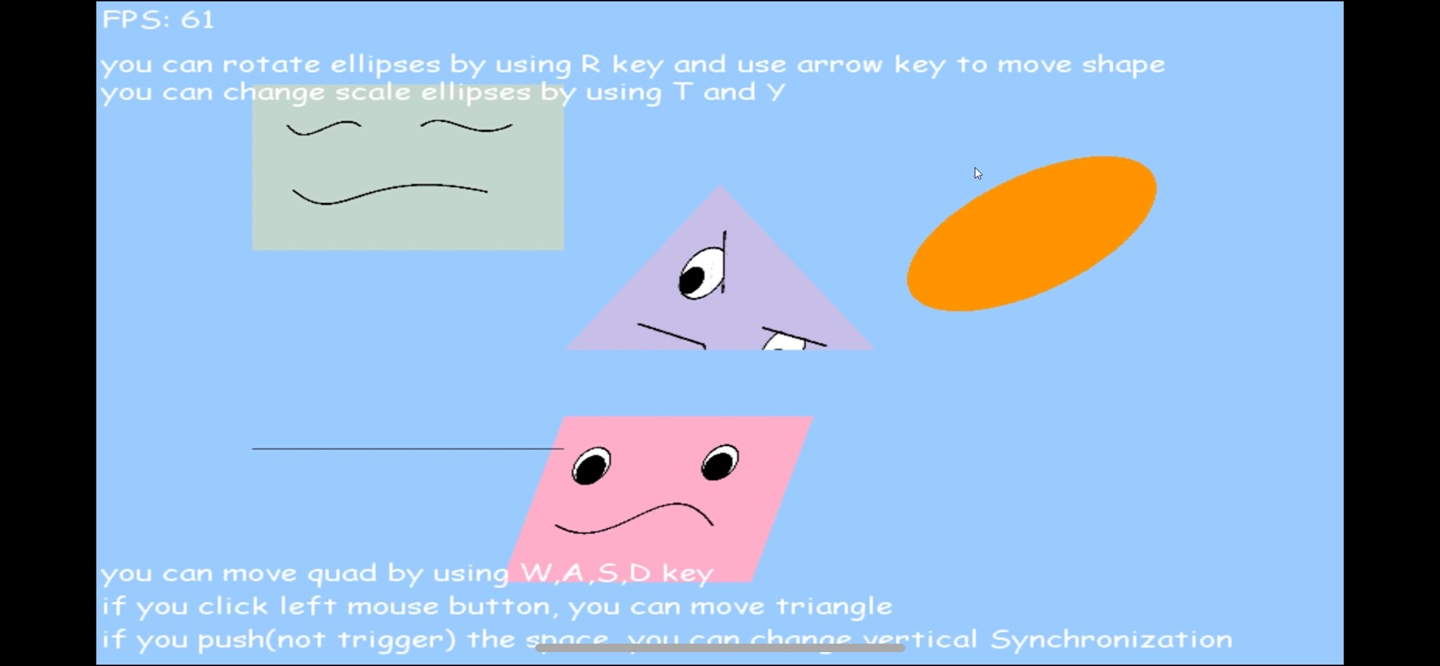 FPS: 61
you can rotate ellipses by using R key and use arrow key to move shape
you can change scale ellipses by using T and Y
you can move quad by using W,A,S,D key
if you click left mouse button, you can move triangle
if you push(not trigger) the space, you can change vertical Synchronization